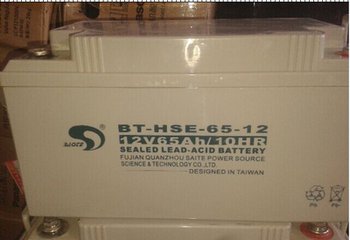 BT-HSE-65-12
12V65Ah/10HR
SEALED LEAD-ACID BATTERY
FUJIAN QUANZHOU SAITE POWER SOURCE
SCIENCE & TECHNOLOGY CO.,LTD.
DESIGNED IN TAIWAN